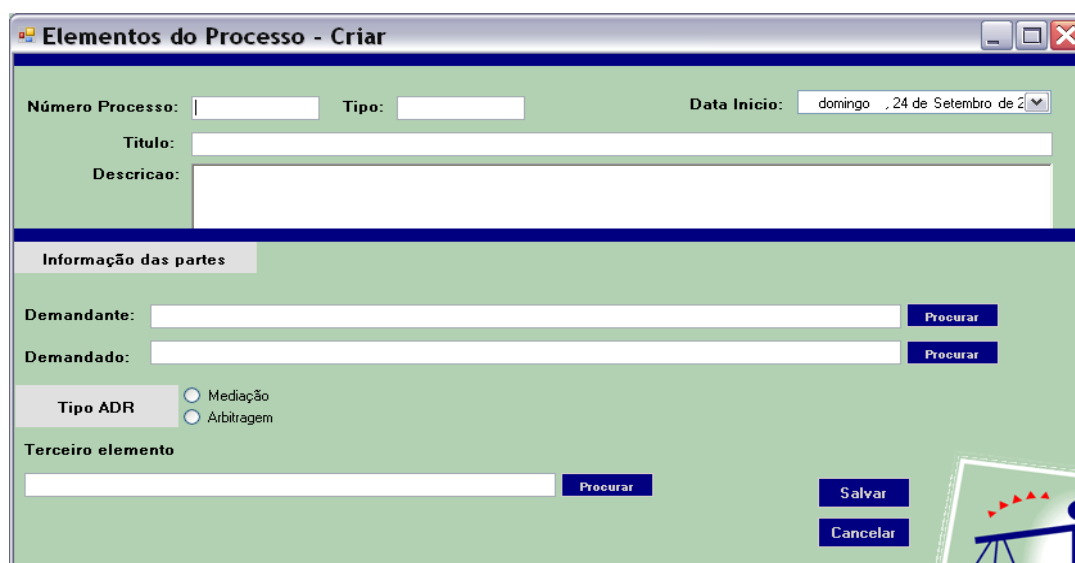 Elementos do Processo - Criar
Número Processo: Tipo: Data Inicio: domingo , 24 de Setembro de 2
Titulo:
Descricao:
Informação das partes
Demandante: Procurar
Demandado: Procurar
Tipo ADR
Mediação
Arbitragem
Terceiro elemento
Procurar
Salvar
Cancelar